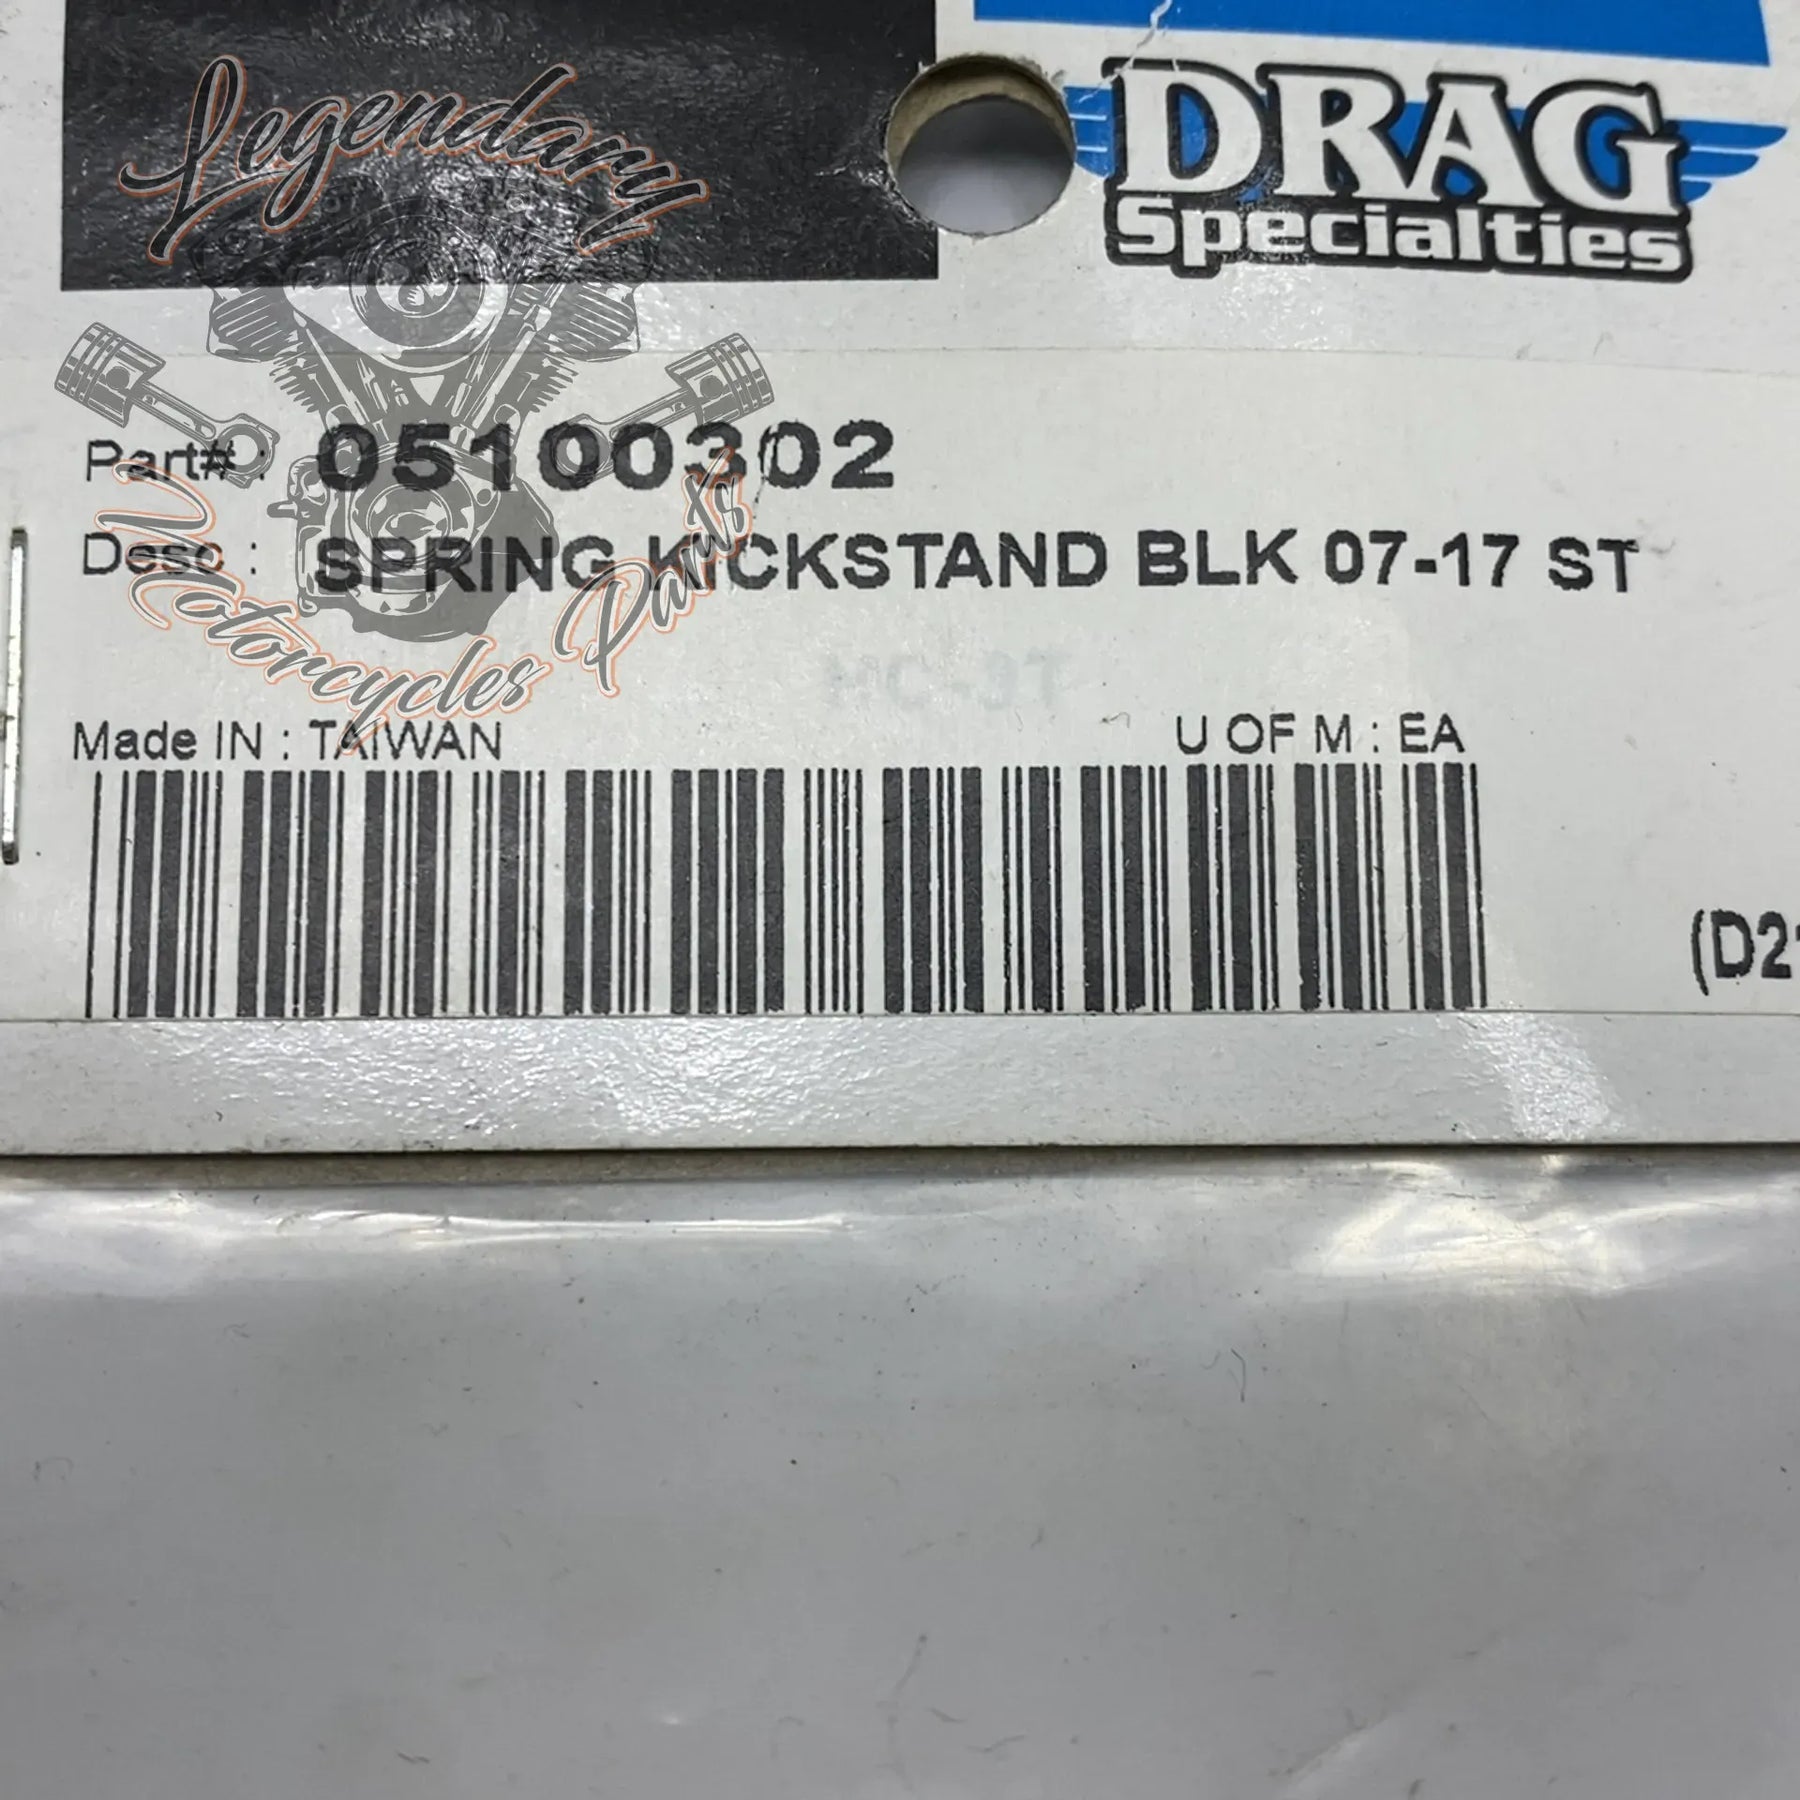 Legendary
DRAG
Specialties
Part# : 05100302
Desc : SPRING KICKSTAND BLK 07-17 ST
Motorcycles Parts
Made IN : TAIWAN U OF M : EA